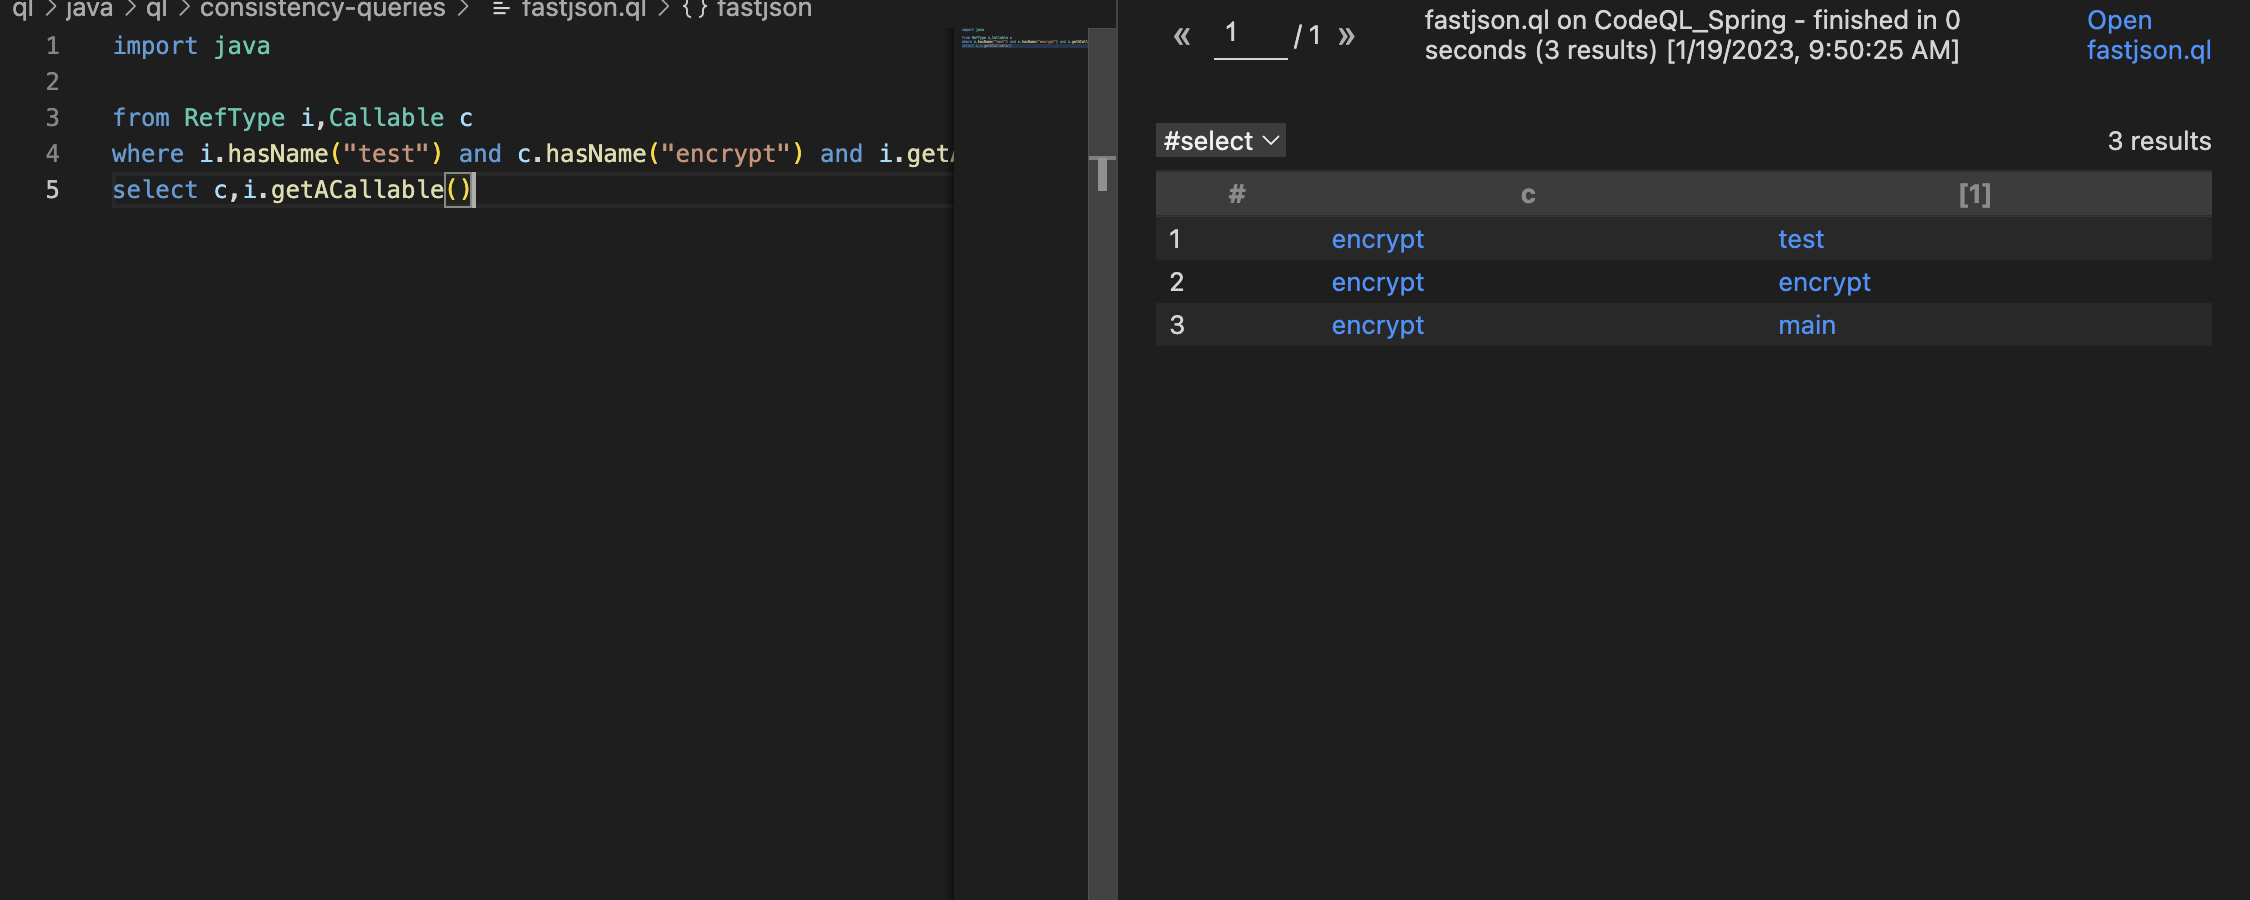 ql > java > ql > consistency-queries > fastjson.ql > {} fastjson
1 import java
2
3 from RefType i,Callable c
4 where i.hasName("test") and c.hasName("encrypt") and i.getA
5 select c,i.getACallable()
« 1 / 1 »
fastjson.ql on CodeQL_Spring - finished in 0
seconds (3 results) [1/19/2023, 9:50:25 AM]
Open
fastjson.ql
#select
3 results
# c [1]
1 encrypt test
2 encrypt encrypt
3 encrypt main